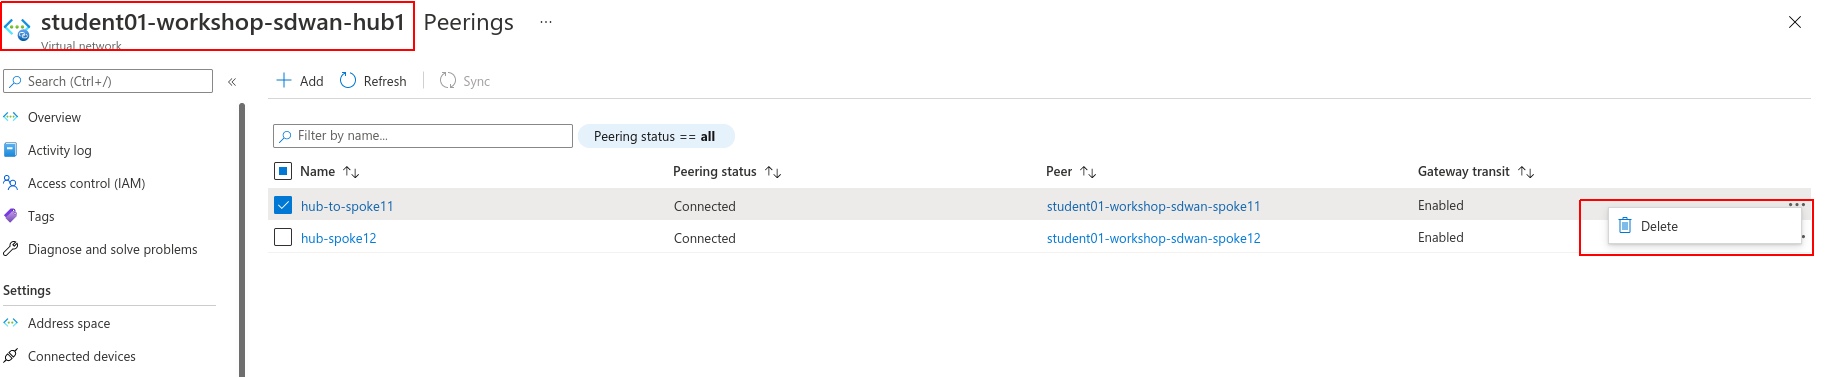 student01-workshop-sdwan-hub1 Peerings ...
Virtual network
Search (Ctrl+/) «
Overview
Activity log
Access control (IAM)
Tags
Diagnose and solve problems
Settings
Address space
Connected devices
Add Refresh Sync
Filter by name... Peering status == all
Name Peering status Peer Gateway transit
hub-to-spoke11 Connected student01-workshop-sdwan-spoke11 Enabled
Delete
hub-spoke12 Connected student01-workshop-sdwan-spoke12 Enabled